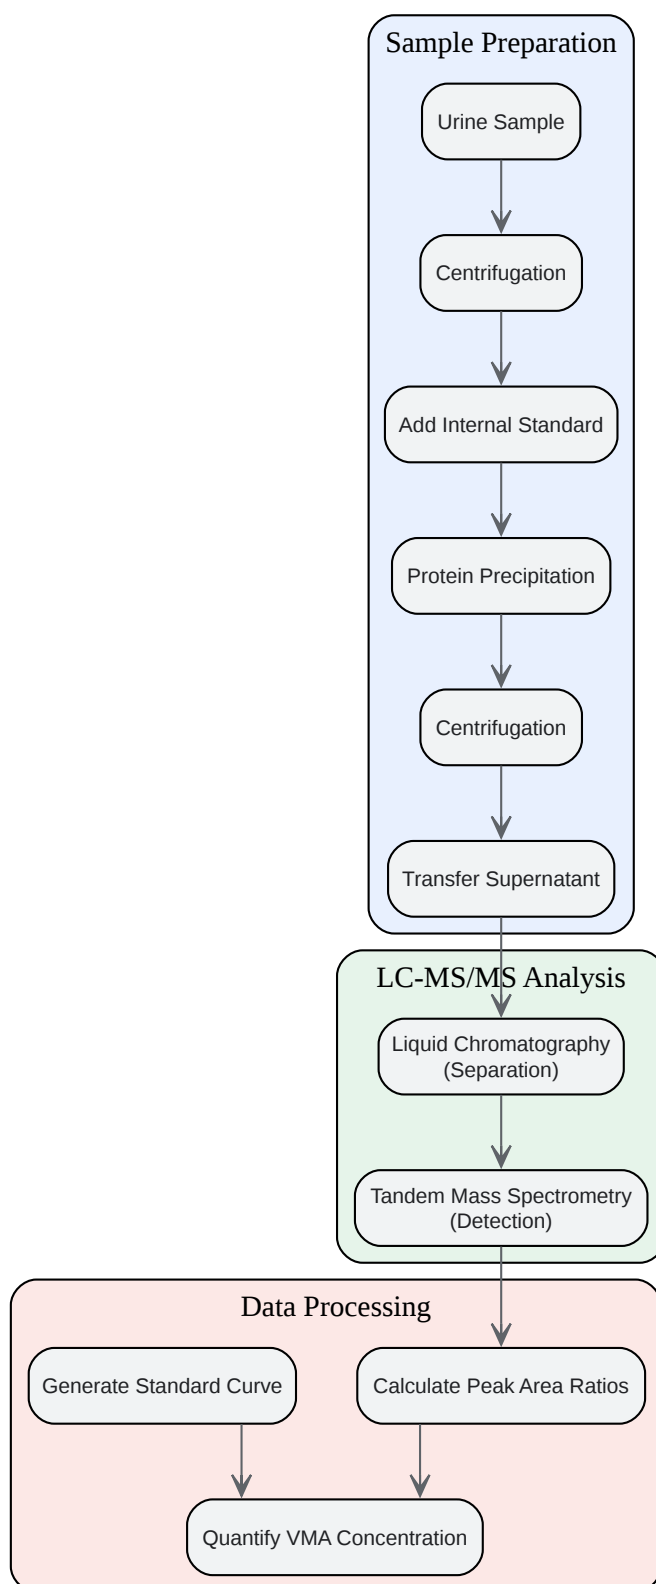 Sample Preparation
Urine Sample
Centrifugation
Add Internal Standard
Protein Precipitation
Centrifugation
Transfer Supernatant
LC-MS/MS Analysis
Liquid Chromatography
(Separation)
Tandem Mass Spectrometry
(Detection)
Data Processing
Generate Standard Curve
Calculate Peak Area Ratios
Quantify VMA Concentration